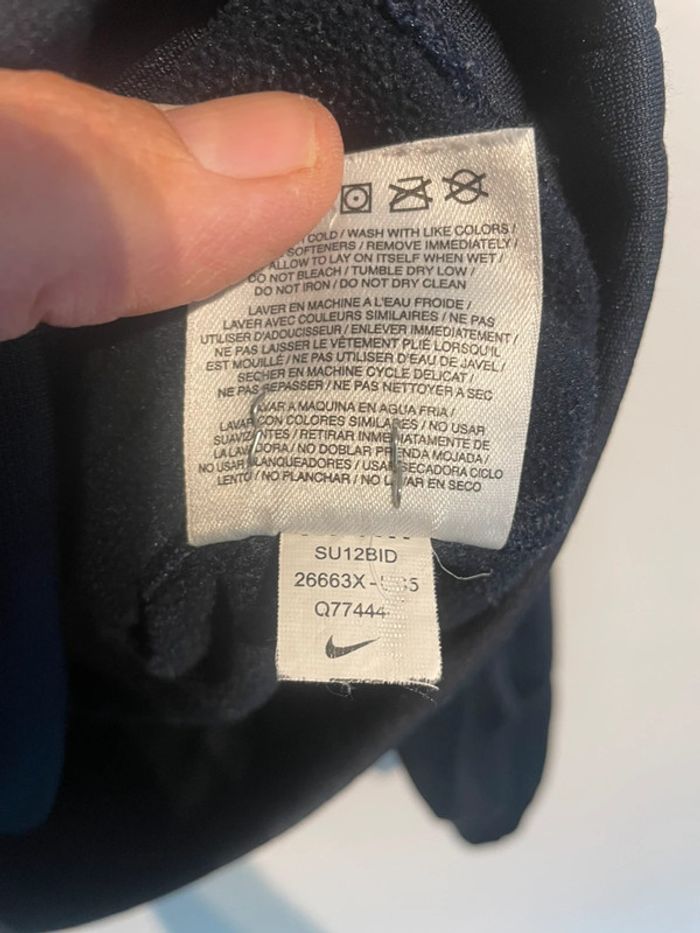 COLD / WASH WITH LIKE COLORS /
SOFTENERS / REMOVE IMMEDIATELY /
ALLOW TO LAY ON ITSELF WHEN WET /
DO NOT BLEACH / TUMBLE DRY LOW /
DO NOT IRON / DO NOT DRY CLEAN
LAVER EN MACHINE A L'EAU FROIDE /
LAVER AVEC COULEURS SIMILAIRES / NE PAS
UTILISER D'ADOUCISSEUR / ENLEVER IMMEDIATEMENT /
NE PAS LAISSER LE VÊTEMENT PLIÉ LORSQU'IL
EST MOUILLÉ / NE PAS UTILISER D'EAU DE JAVEL /
SECHER EN MACHINE CYCLE DELICAT /
NE PAS REPASSER / NE PAS NETTOYER A SEC
LAVAR A MAQUINA EN AGUA FRIA /
LAVAR CON COLORES SIMILARES / NO USAR
SUAVIZANTES / RETIRAR INMEDIATAMENTE DE
LA LAVADORA / NO DOBLAR PRENDA MOJADA /
NO USAR BLANQUEADORES / USAR SECADORA CICLO
LENTO / NO PLANCHAR / NO LAVAR EN SECO
SU12BID
26663X-
Q77444